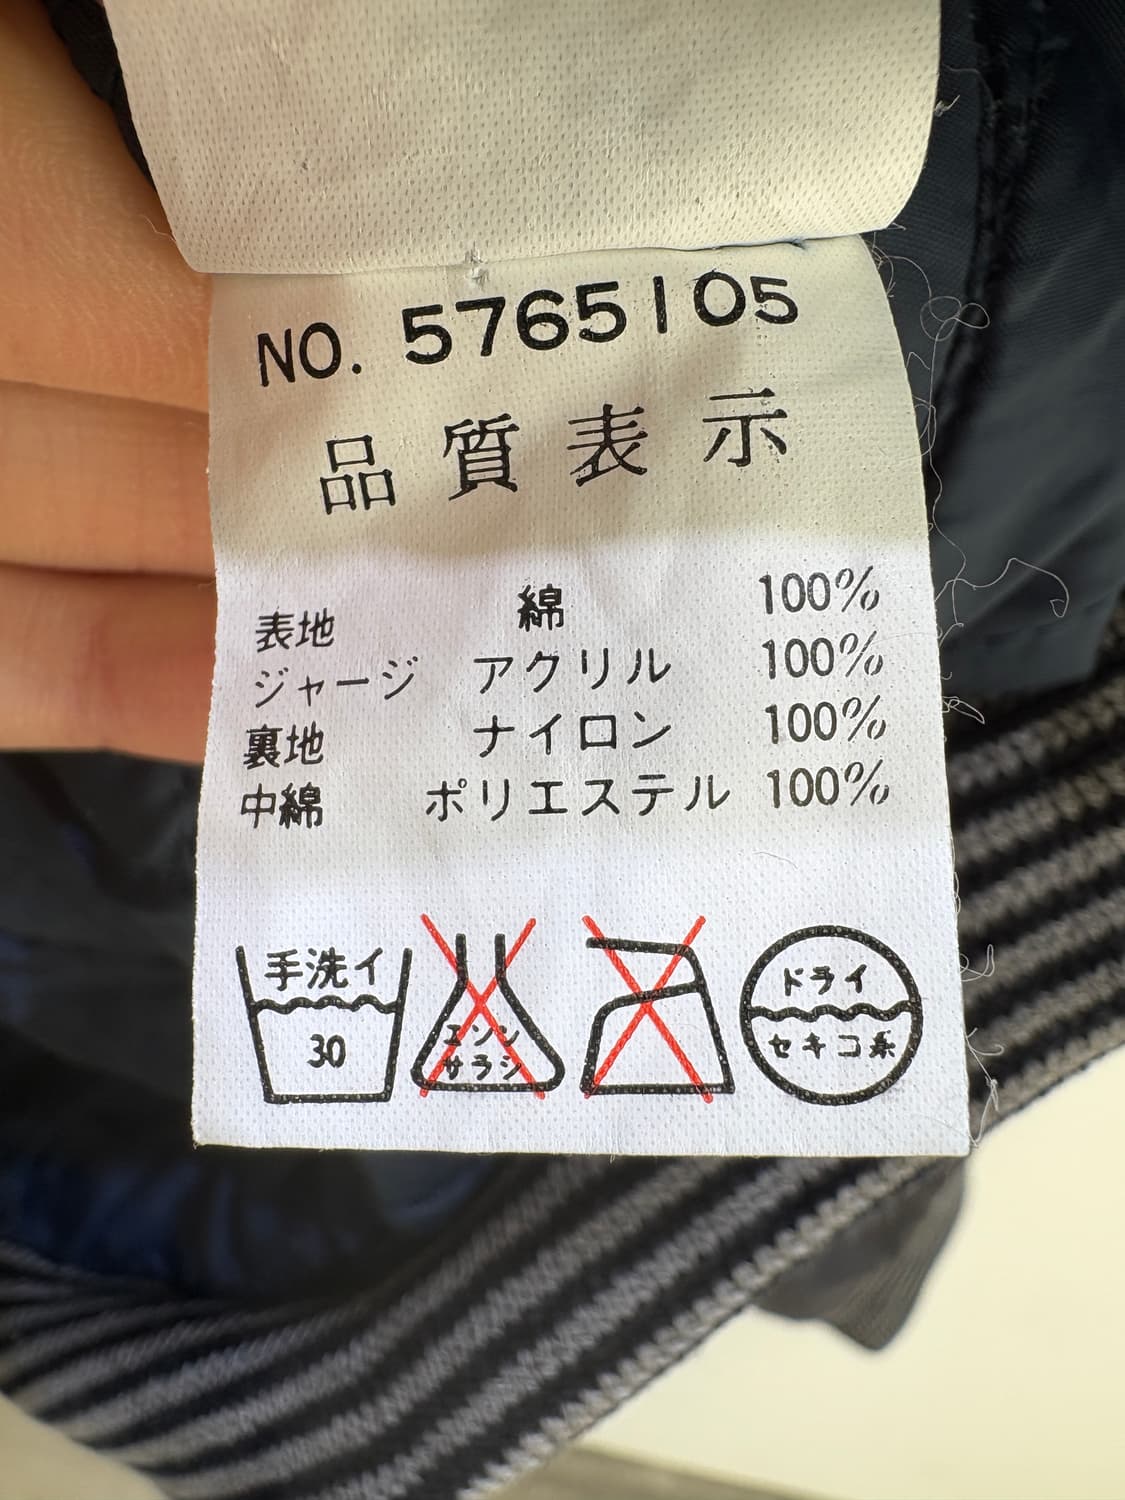 NO. 5765105
品質表示
表地 綿 100%
ジャージ アクリル 100%
裏地 ナイロン 100%
中綿 ポリエステル 100%
手洗イ
30
エンソ
サラシ
ドライ
セキユ系